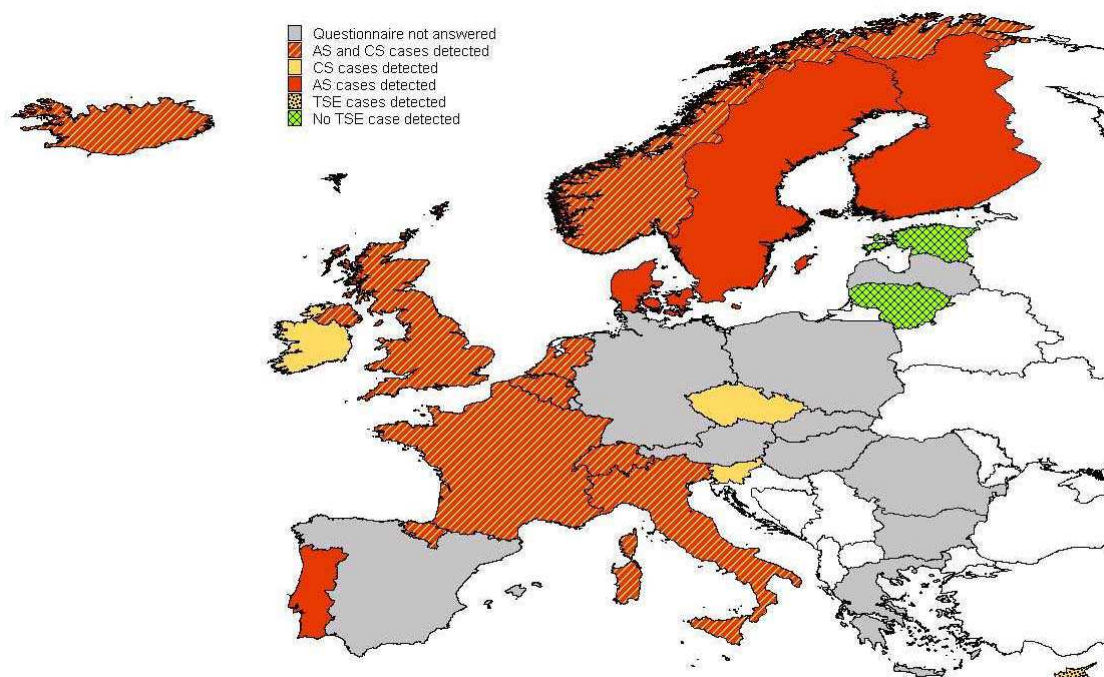 Questionnaire not answered
AS and CS cases detected
CS cases detected
AS cases detected
TSE cases detected
No TSE case detected